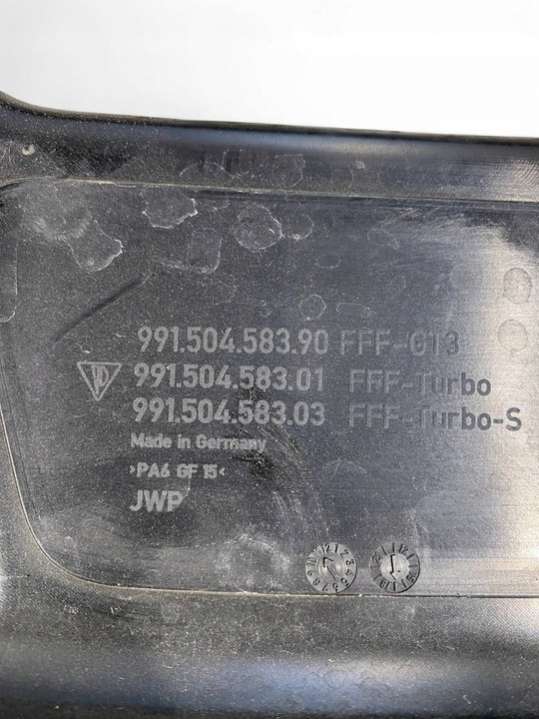 991.504.583.90 FFF-GT3
991.504.583.01 FFF-Turbo
991.504.583.03 FFF-Turbo-S
Made in Germany
>PA6 GF 15<
JWP